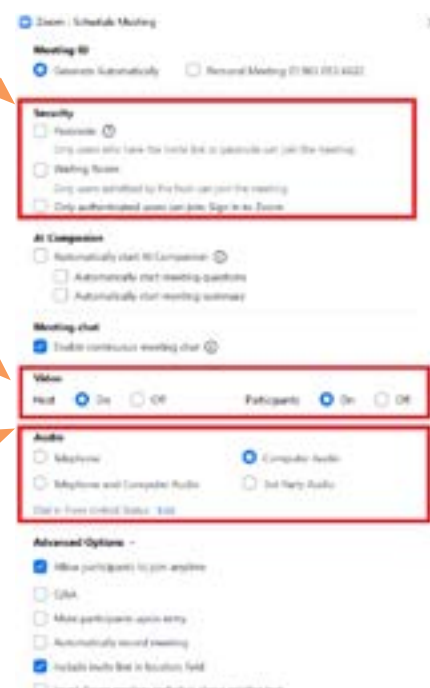 Zoom - Schedule Meeting
Meeting ID
Generate Automatically Personal Meeting ID
Security
Passcode
Only users who have the invite link or passcode can join the meeting
Waiting Room
Only users admitted by the host can join the meeting
Only authenticated users can join: Sign in to Zoom
AI Companion
Automatically start AI Companion
Automatically start meeting questions
Automatically start meeting summary
Meeting chat
Enable continuous meeting chat
Video
Host On Off Participants On Off
Audio
Telephone Computer Audio
Telephone and Computer Audio 3rd Party Audio
Dial in from United States Edit
Advanced Options
Allow participants to join anytime
Q&A
Mute participants upon entry
Automatically record meeting
Include invite link in location field